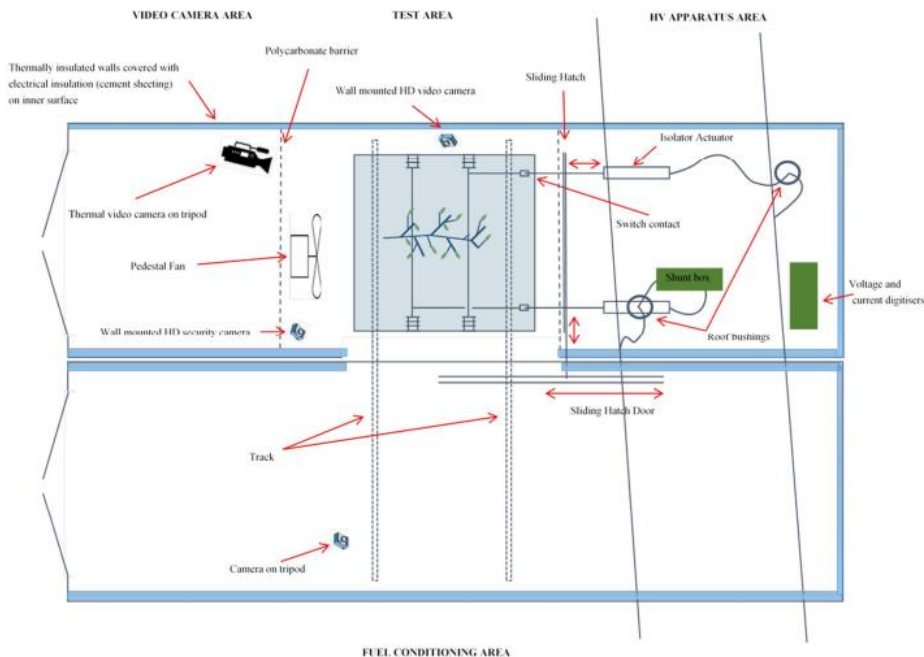 VIDEO CAMERA AREA
TEST AREA
HV APPARATUS AREA
Polycarbonate barrier
Thermally insulated walls covered with
electrical insulation (cement sheeting)
on inner surface
Sliding Hatch
Wall mounted HD video camera
Isolator Actuator
Thermal video camera on tripod
Switch contact
Pedestal Fan
Shunt box
Voltage and
current digitisers
Wall mounted HD security camera
Roof bushings
Sliding Hatch Door
Track
Camera on tripod
FUEL CONDITIONING AREA